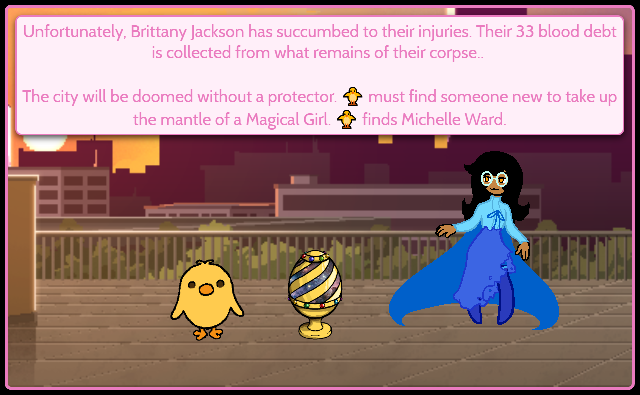 Unfortunately, Brittany Jackson has succumbed to their injuries. Their 33 blood debt
is collected from what remains of their corpse..
The city will be doomed without a protector. must find someone new to take up
the mantle of a Magical Girl. finds Michelle Ward.